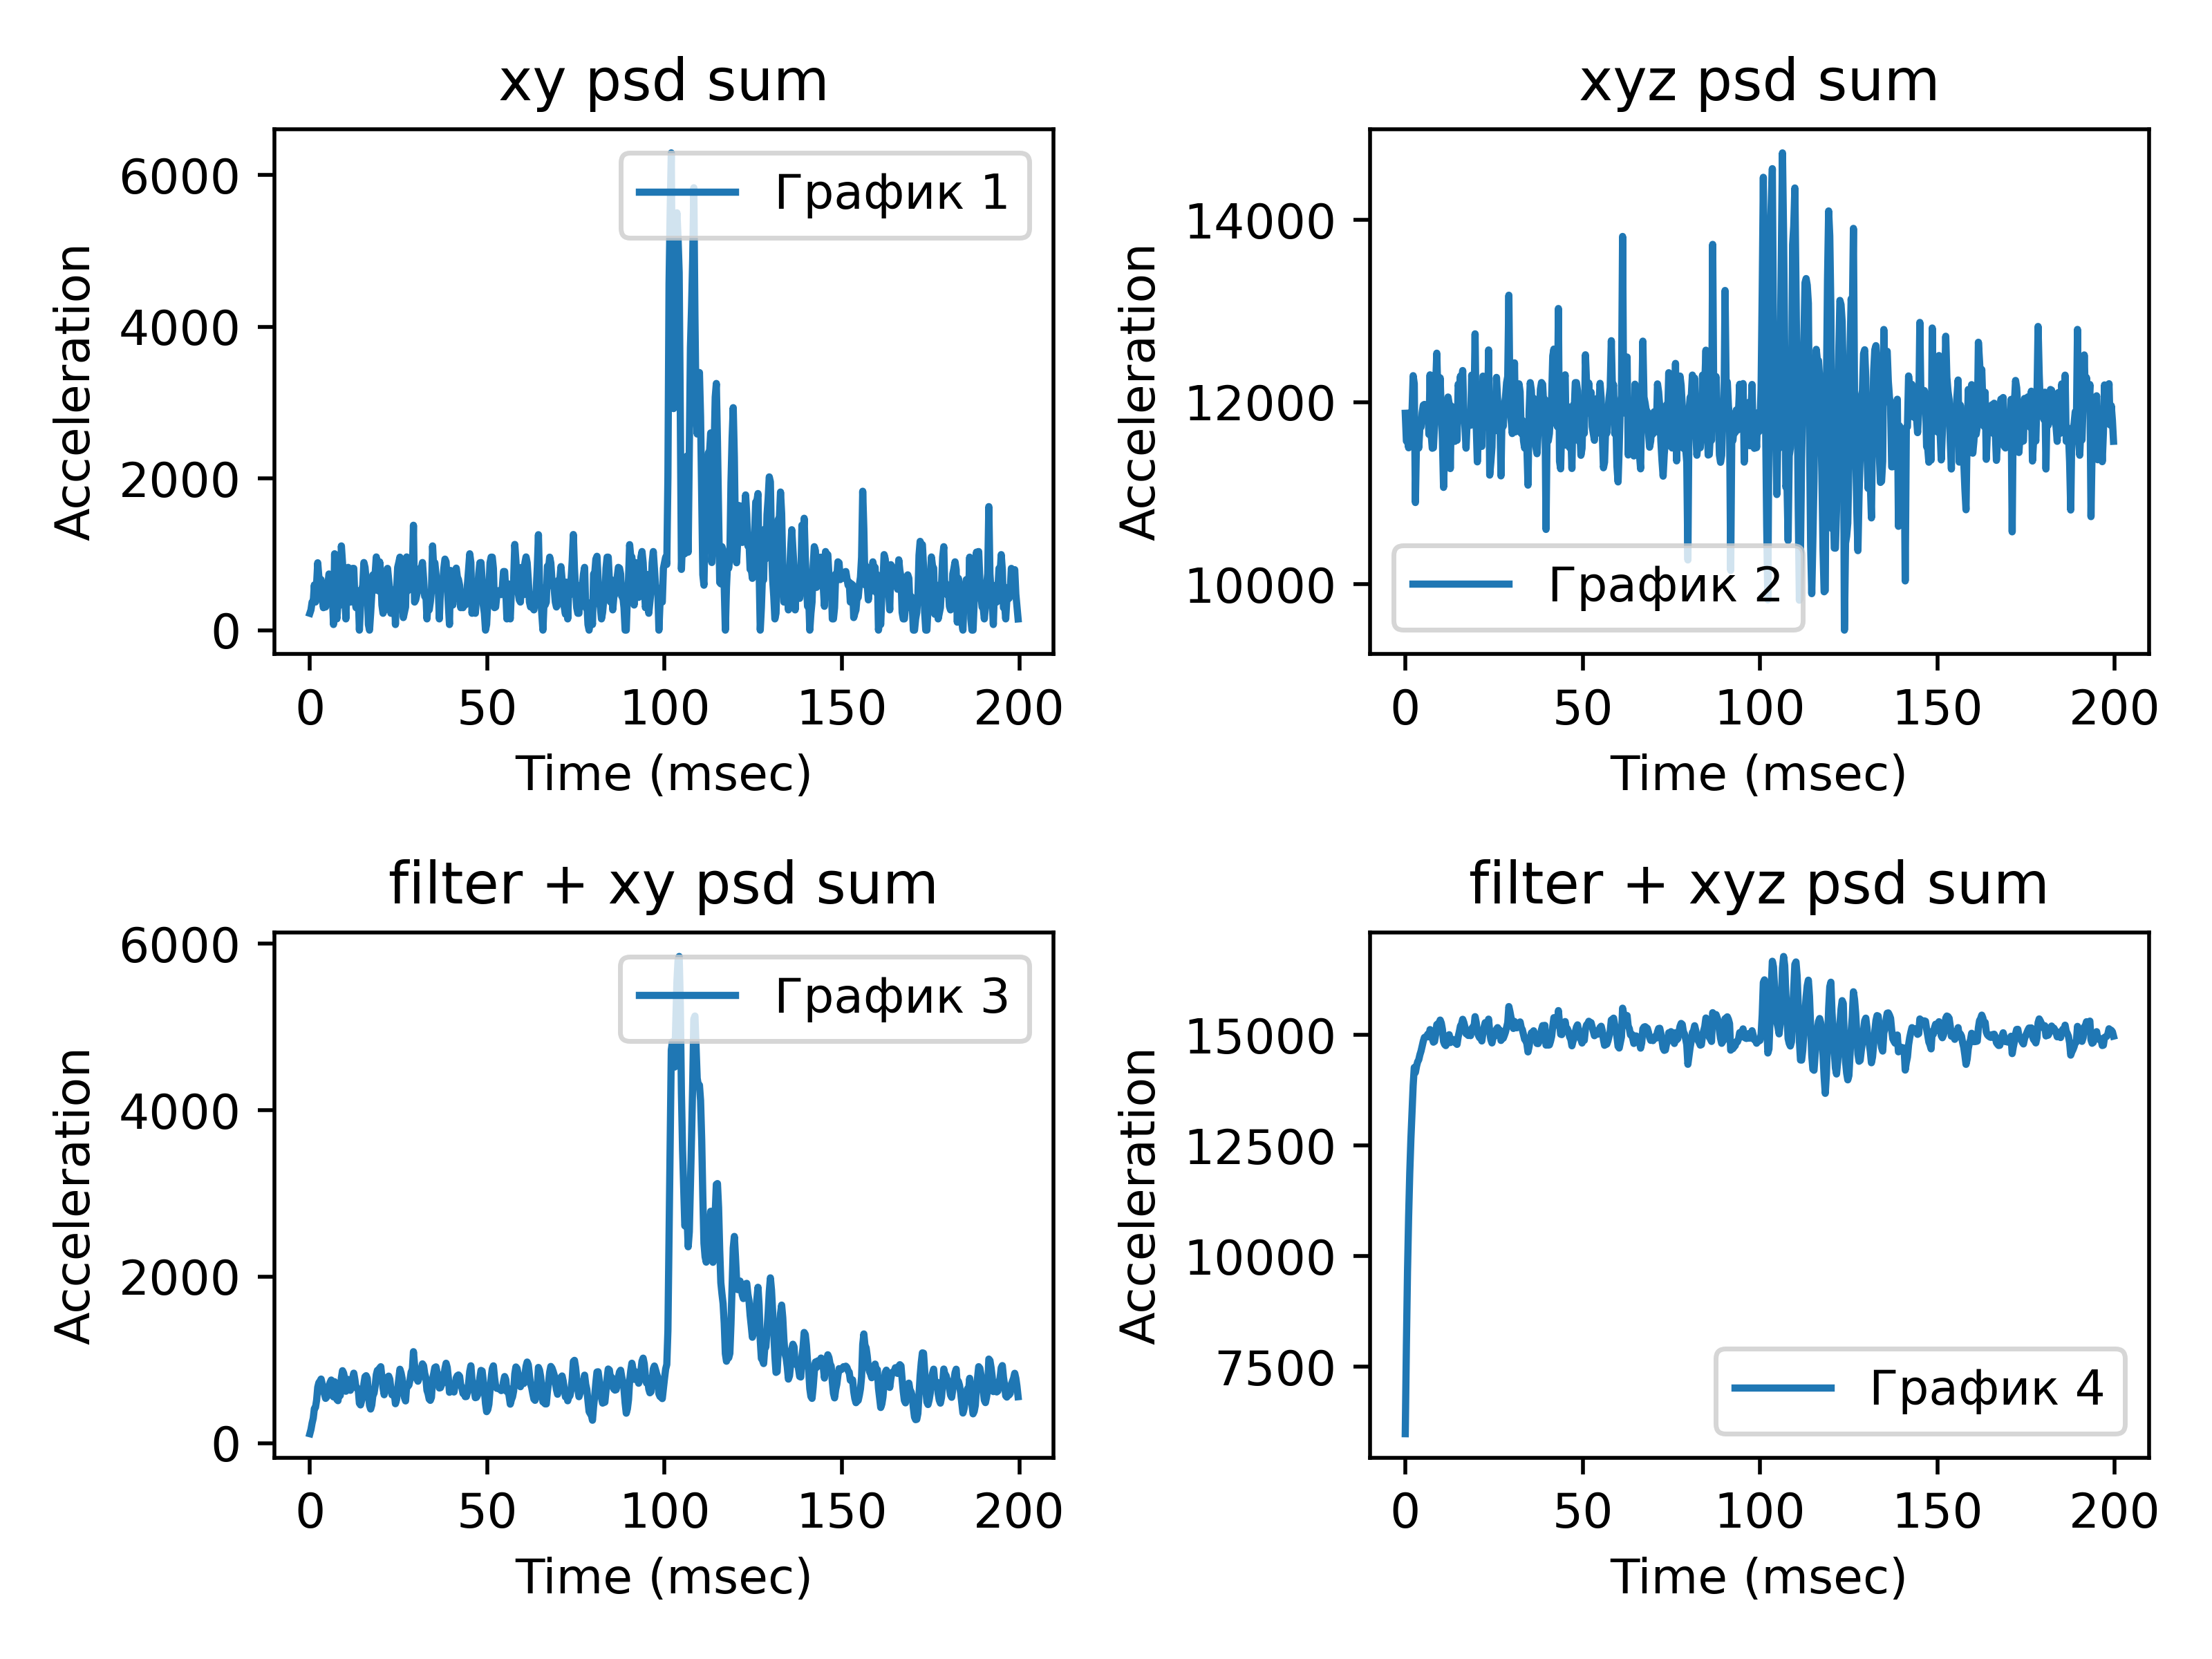 xy psd sum
Acceleration
6000
4000
2000
0
График 1
0 50 100 150 200
Time (msec)
xyz psd sum
Acceleration
14000
12000
10000
График 2
0 50 100 150 200
Time (msec)
filter + xy psd sum
Acceleration
6000
4000
2000
0
График 3
0 50 100 150 200
Time (msec)
filter + xyz psd sum
Acceleration
15000
12500
10000
7500
График 4
0 50 100 150 200
Time (msec)